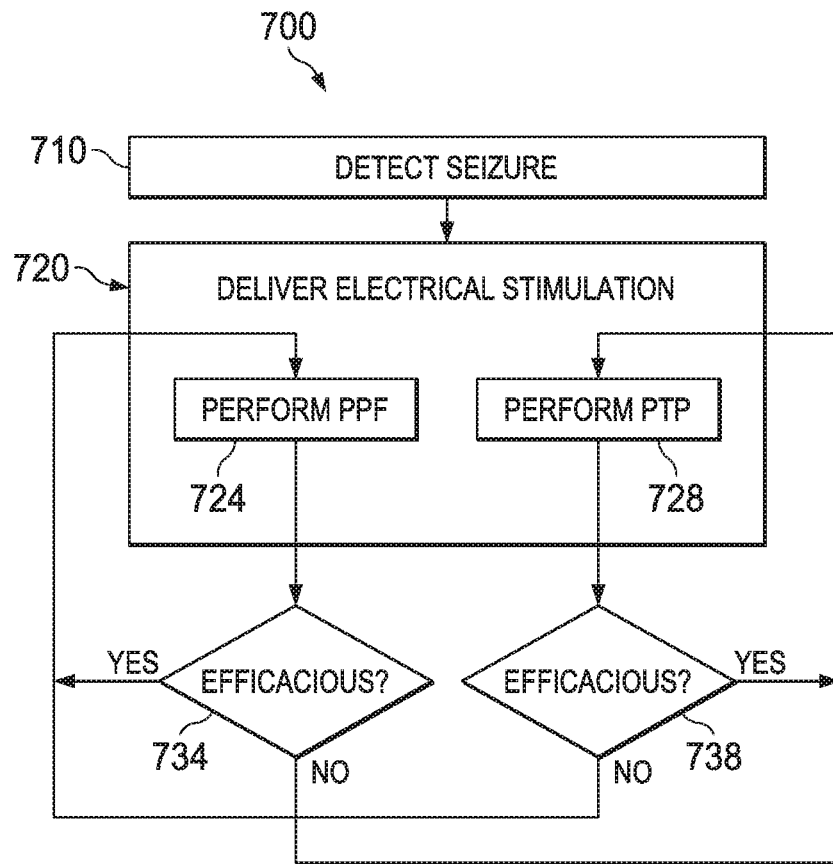 700
710
DETECT SEIZURE
720
DELIVER ELECTRICAL STIMULATION
PERFORM PPF
PERFORM PTP
724
728
YES
EFFICACIOUS?
EFFICACIOUS?
YES
734
NO
NO
738